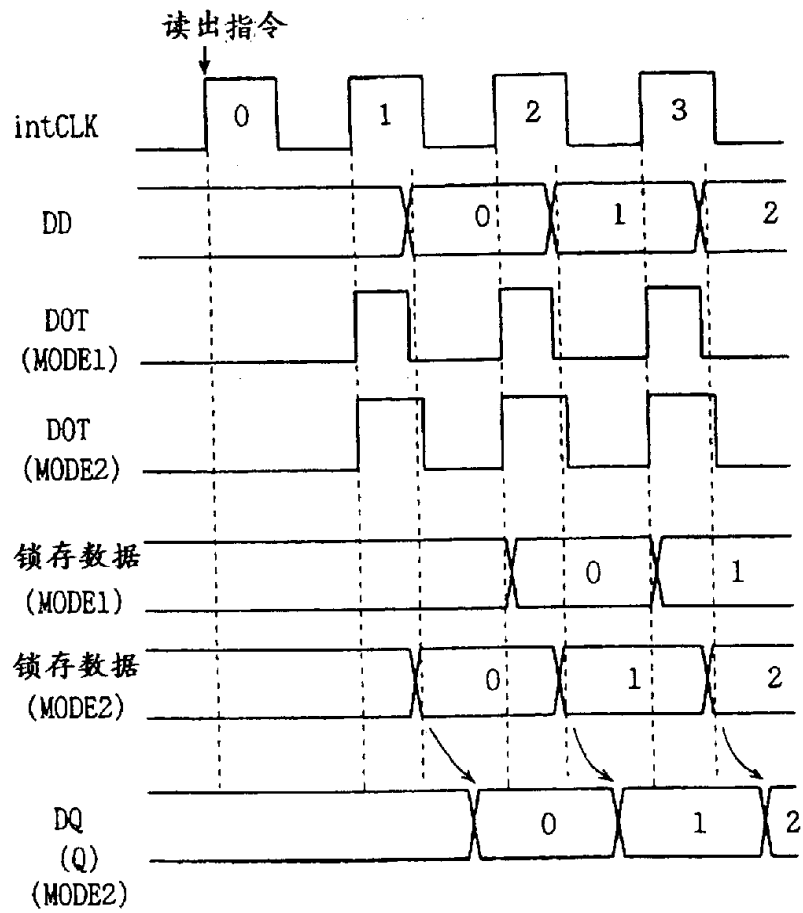 读出指令
intCLK 0 1 2 3
DD 0 1 2
DOT
(MODE1)
DOT
(MODE2)
锁存数据
(MODE1) 0 1
锁存数据
(MODE2) 0 1 2
DQ
(Q)
(MODE2) 0 1 2